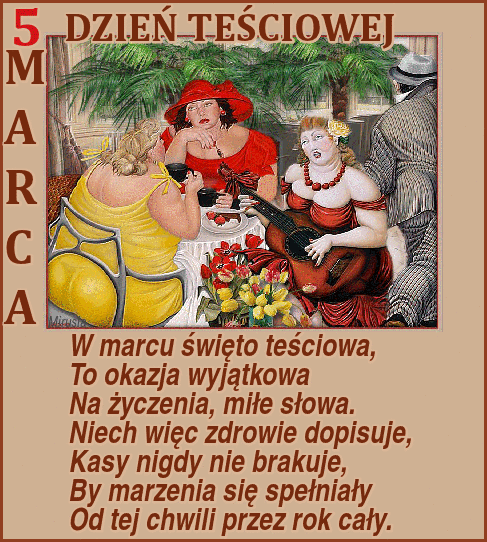 5 DZIEŃ TEŚCIOWEJ
MARCA
W marcu święto teściowa,
To okazja wyjątkowa
Na życzenia, miłe słowa.
Niech więc zdrowie dopisuje,
Kasy nigdy nie brakuje,
By marzenia się spełniały
Od tej chwili przez rok cały.